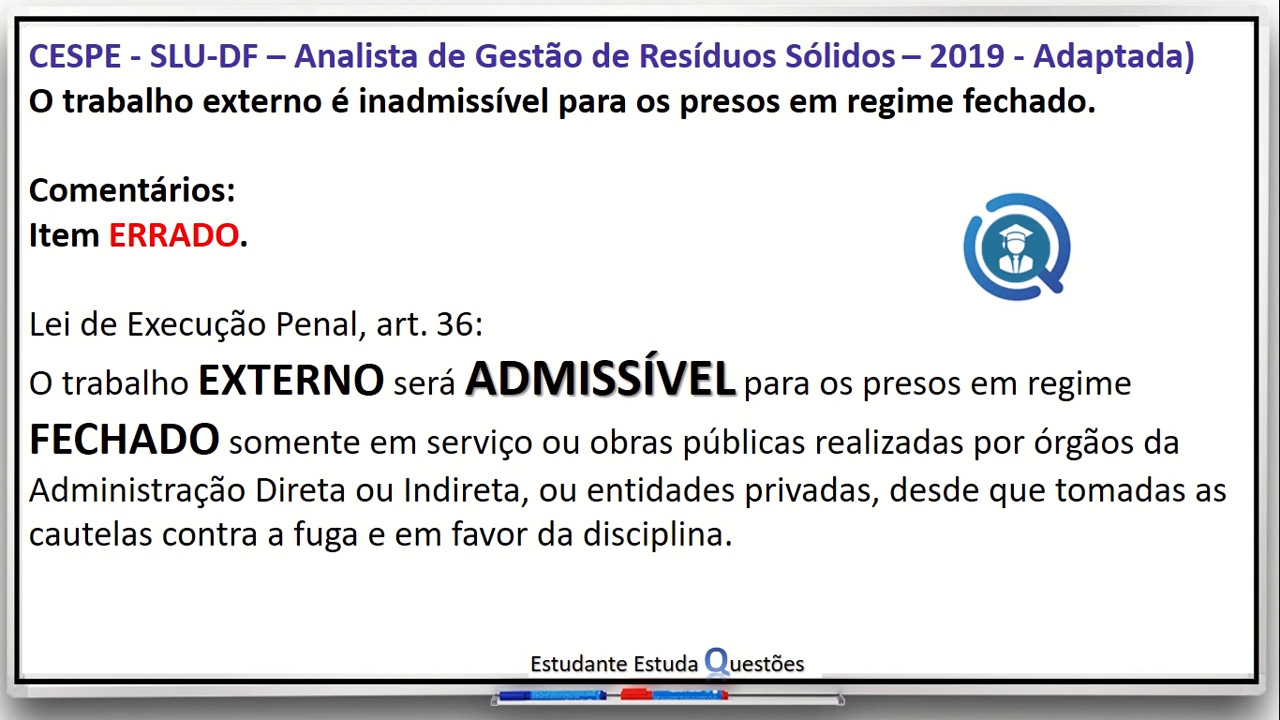 CESPE - SLU-DF – Analista de Gestão de Resíduos Sólidos – 2019 - Adaptada)
O trabalho externo é inadmissível para os presos em regime fechado.
Comentários:
Item ERRADO.
Lei de Execução Penal, art. 36:
O trabalho EXTERNO será ADMISSÍVEL para os presos em regime
FECHADO somente em serviço ou obras públicas realizadas por órgãos da
Administração Direta ou Indireta, ou entidades privadas, desde que tomadas as
cautelas contra a fuga e em favor da disciplina.
Estudante Estuda Questões